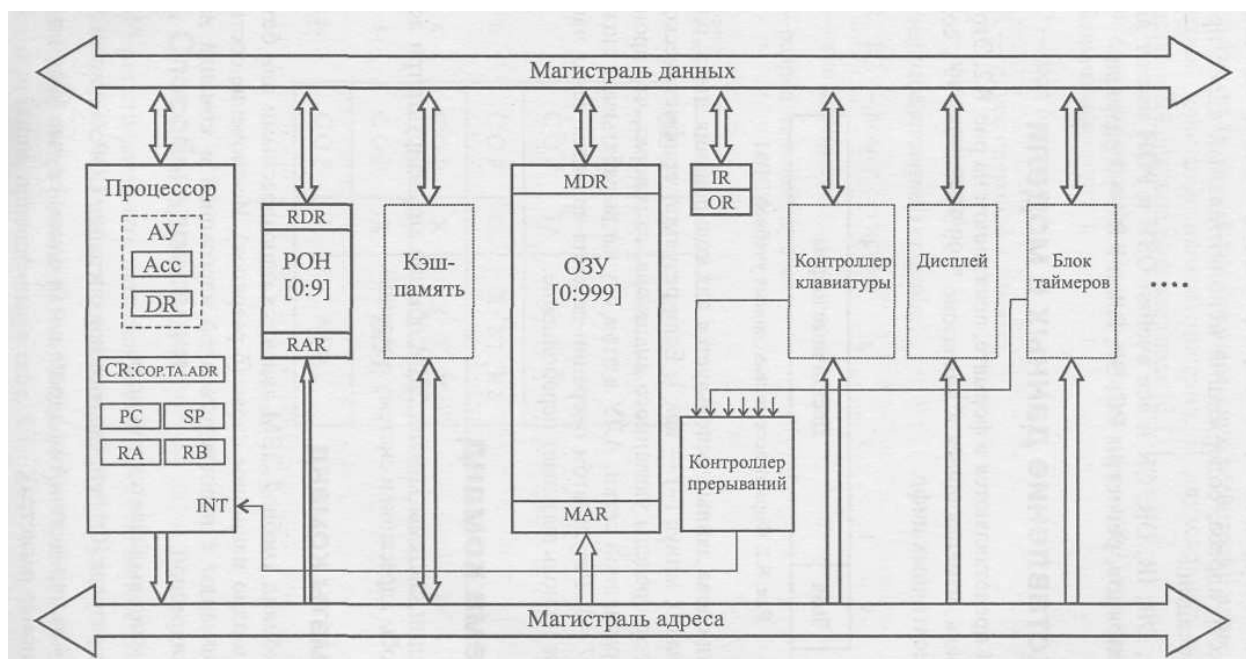 Магистраль данных
Процессор
АУ
Acc
DR
CR:COP.TA.ADR
PC
SP
RA
RB
INT
RDR
РОН
[0:9]
RAR
Кэш-
память
MDR
ОЗУ
[0:999]
MAR
IR
OR
Контроллер
клавиатуры
Дисплей
Блок
таймеров
....
Контроллер
прерываний
Магистраль адреса